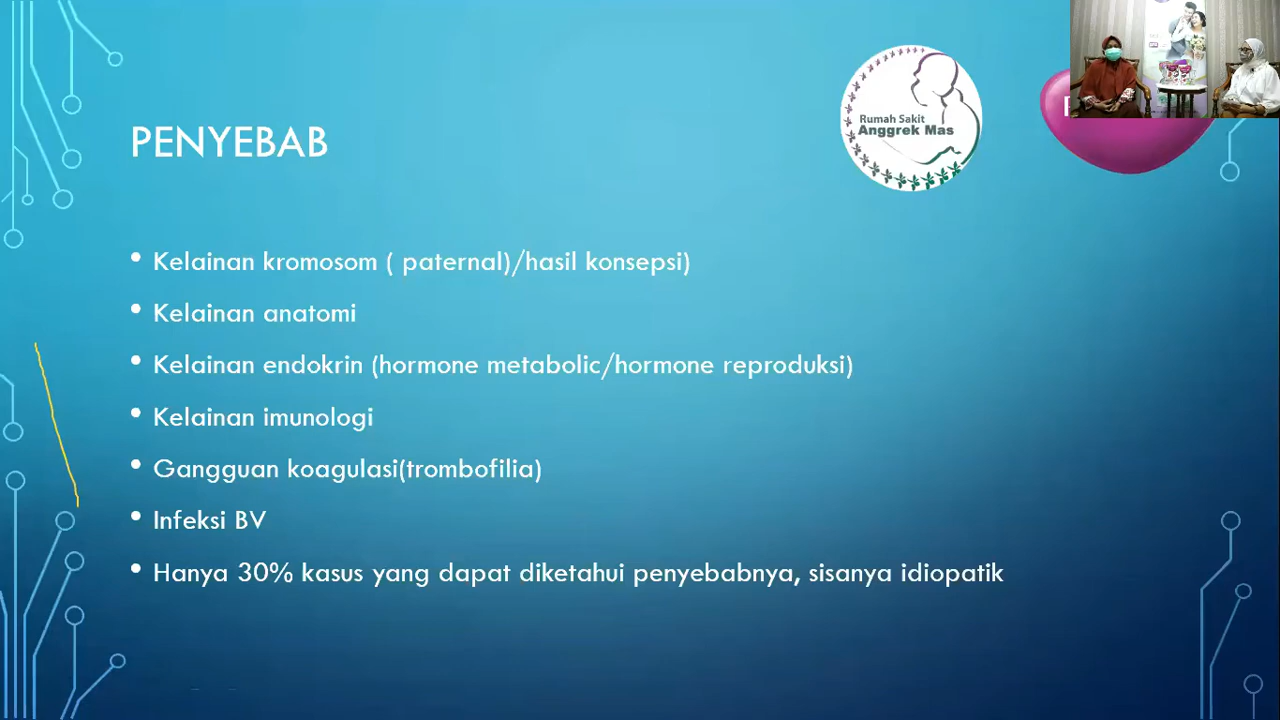 PENYEBAB
Rumah Sakit
Anggrek Mas
Kelainan kromosom ( paternal)/hasil konsepsi)
Kelainan anatomi
Kelainan endokrin (hormone metabolic/hormone reproduksi)
Kelainan imunologi
Gangguan koagulasi(trombofilia)
Infeksi BV
Hanya 30% kasus yang dapat diketahui penyebabnya, sisanya idiopatik